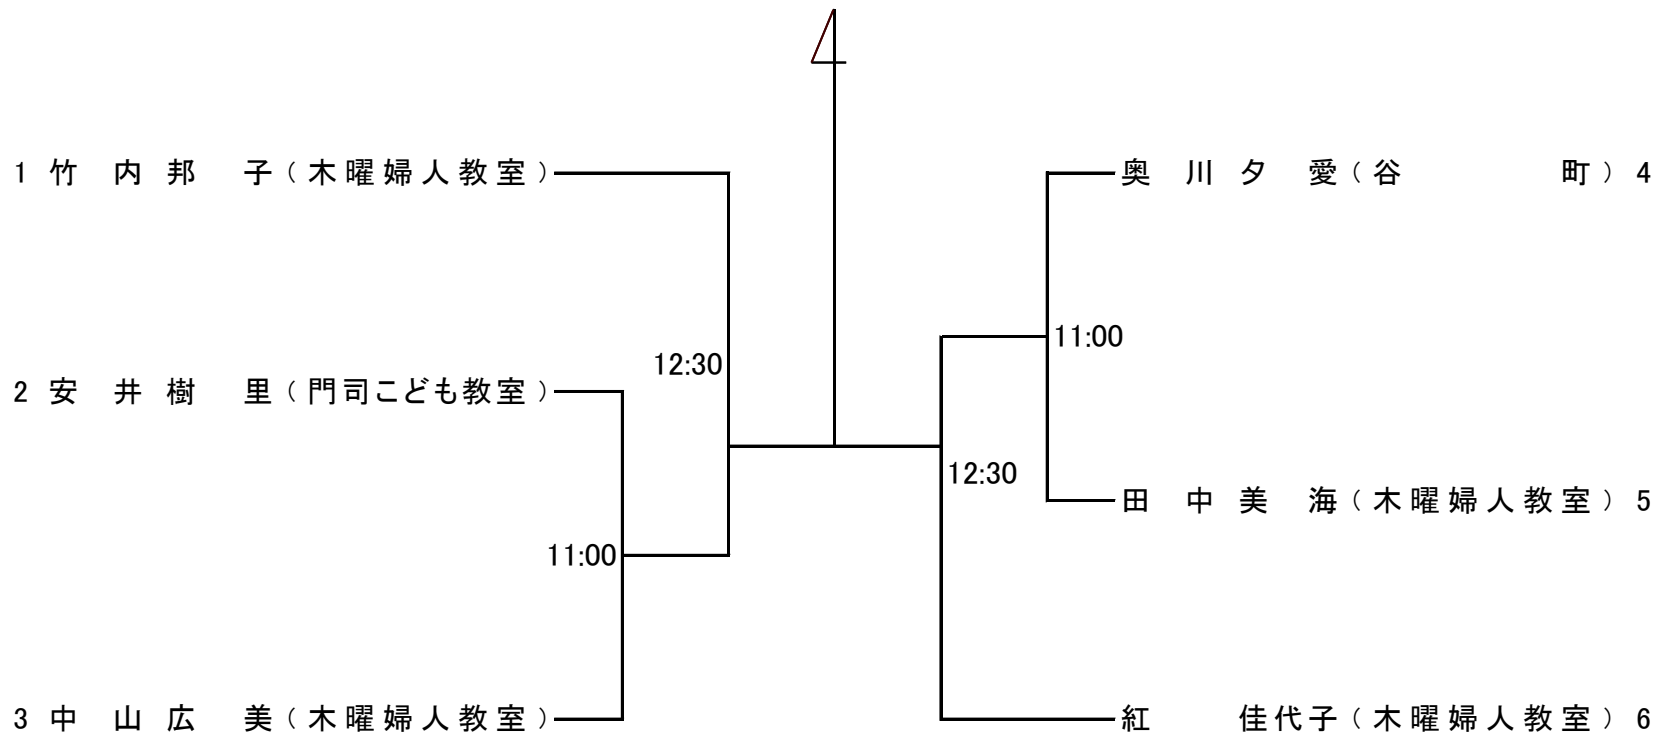 1 竹内邦子(木曜婦人教室)
12:30
2 安井樹里(門司こども教室)
11:00
3 中山広美(木曜婦人教室)
奥川夕愛(谷町)4
11:00
12:30
田中美海(木曜婦人教室)5
紅 佳代子(木曜婦人教室)6